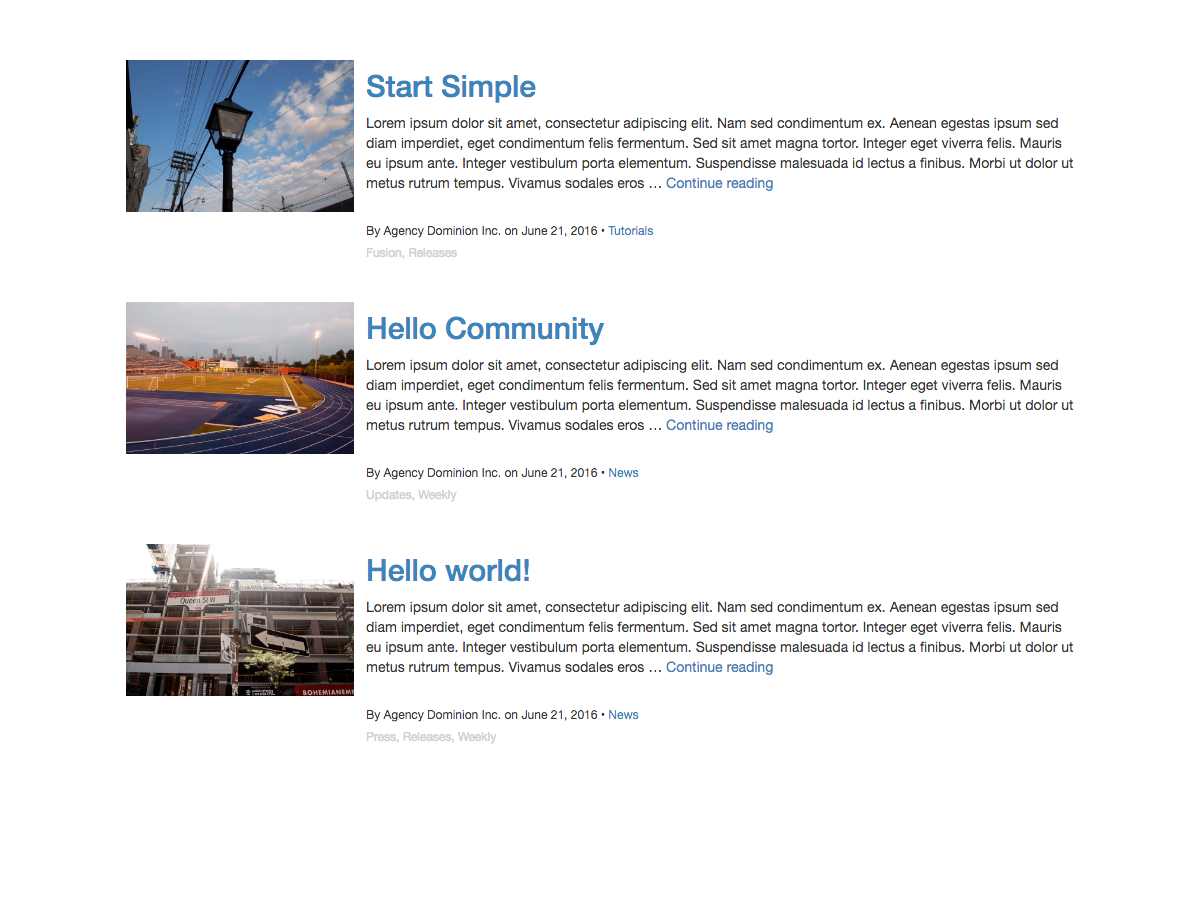 Start Simple
Lorem ipsum dolor sit amet, consectetur adipiscing elit. Nam sed condimentum ex. Aenean egestas ipsum sed
diam imperdiet, eget condimentum felis fermentum. Sed sit amet magna tortor. Integer eget viverra felis. Mauris
eu ipsum ante. Integer vestibulum porta elementum. Suspendisse malesuada id lectus a finibus. Morbi ut dolor ut
metus rutrum tempus. Vivamus sodales eros … Continue reading
By Agency Dominion Inc. on June 21, 2016 • Tutorials
Fusion, Releases
Hello Community
Lorem ipsum dolor sit amet, consectetur adipiscing elit. Nam sed condimentum ex. Aenean egestas ipsum sed
diam imperdiet, eget condimentum felis fermentum. Sed sit amet magna tortor. Integer eget viverra felis. Mauris
eu ipsum ante. Integer vestibulum porta elementum. Suspendisse malesuada id lectus a finibus. Morbi ut dolor ut
metus rutrum tempus. Vivamus sodales eros … Continue reading
By Agency Dominion Inc. on June 21, 2016 • News
Updates, Weekly
Queen St W
BOHEMIANEM
Hello world!
Lorem ipsum dolor sit amet, consectetur adipiscing elit. Nam sed condimentum ex. Aenean egestas ipsum sed
diam imperdiet, eget condimentum felis fermentum. Sed sit amet magna tortor. Integer eget viverra felis. Mauris
eu ipsum ante. Integer vestibulum porta elementum. Suspendisse malesuada id lectus a finibus. Morbi ut dolor ut
metus rutrum tempus. Vivamus sodales eros … Continue reading
By Agency Dominion Inc. on June 21, 2016 • News
Press, Releases, Weekly